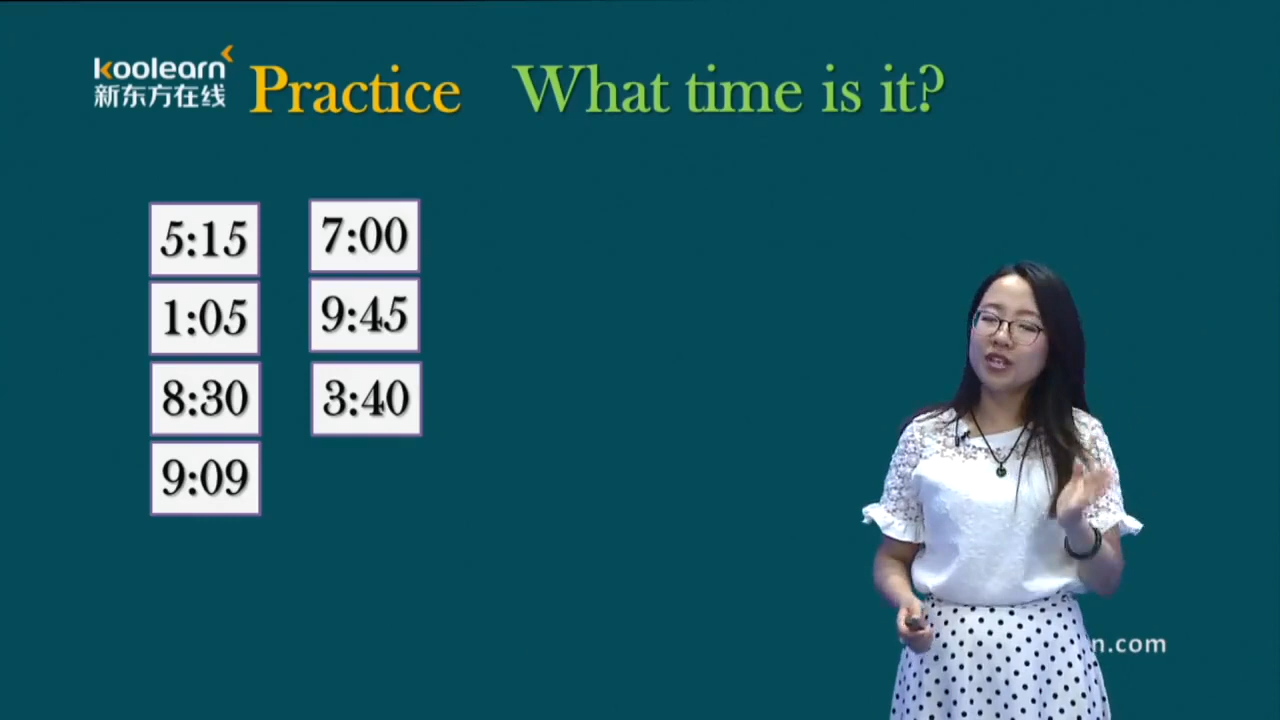 koolearn
新东方在线
Practice What time is it?
5:15 7:00
1:05 9:45
8:30 3:40
9:09
n.com